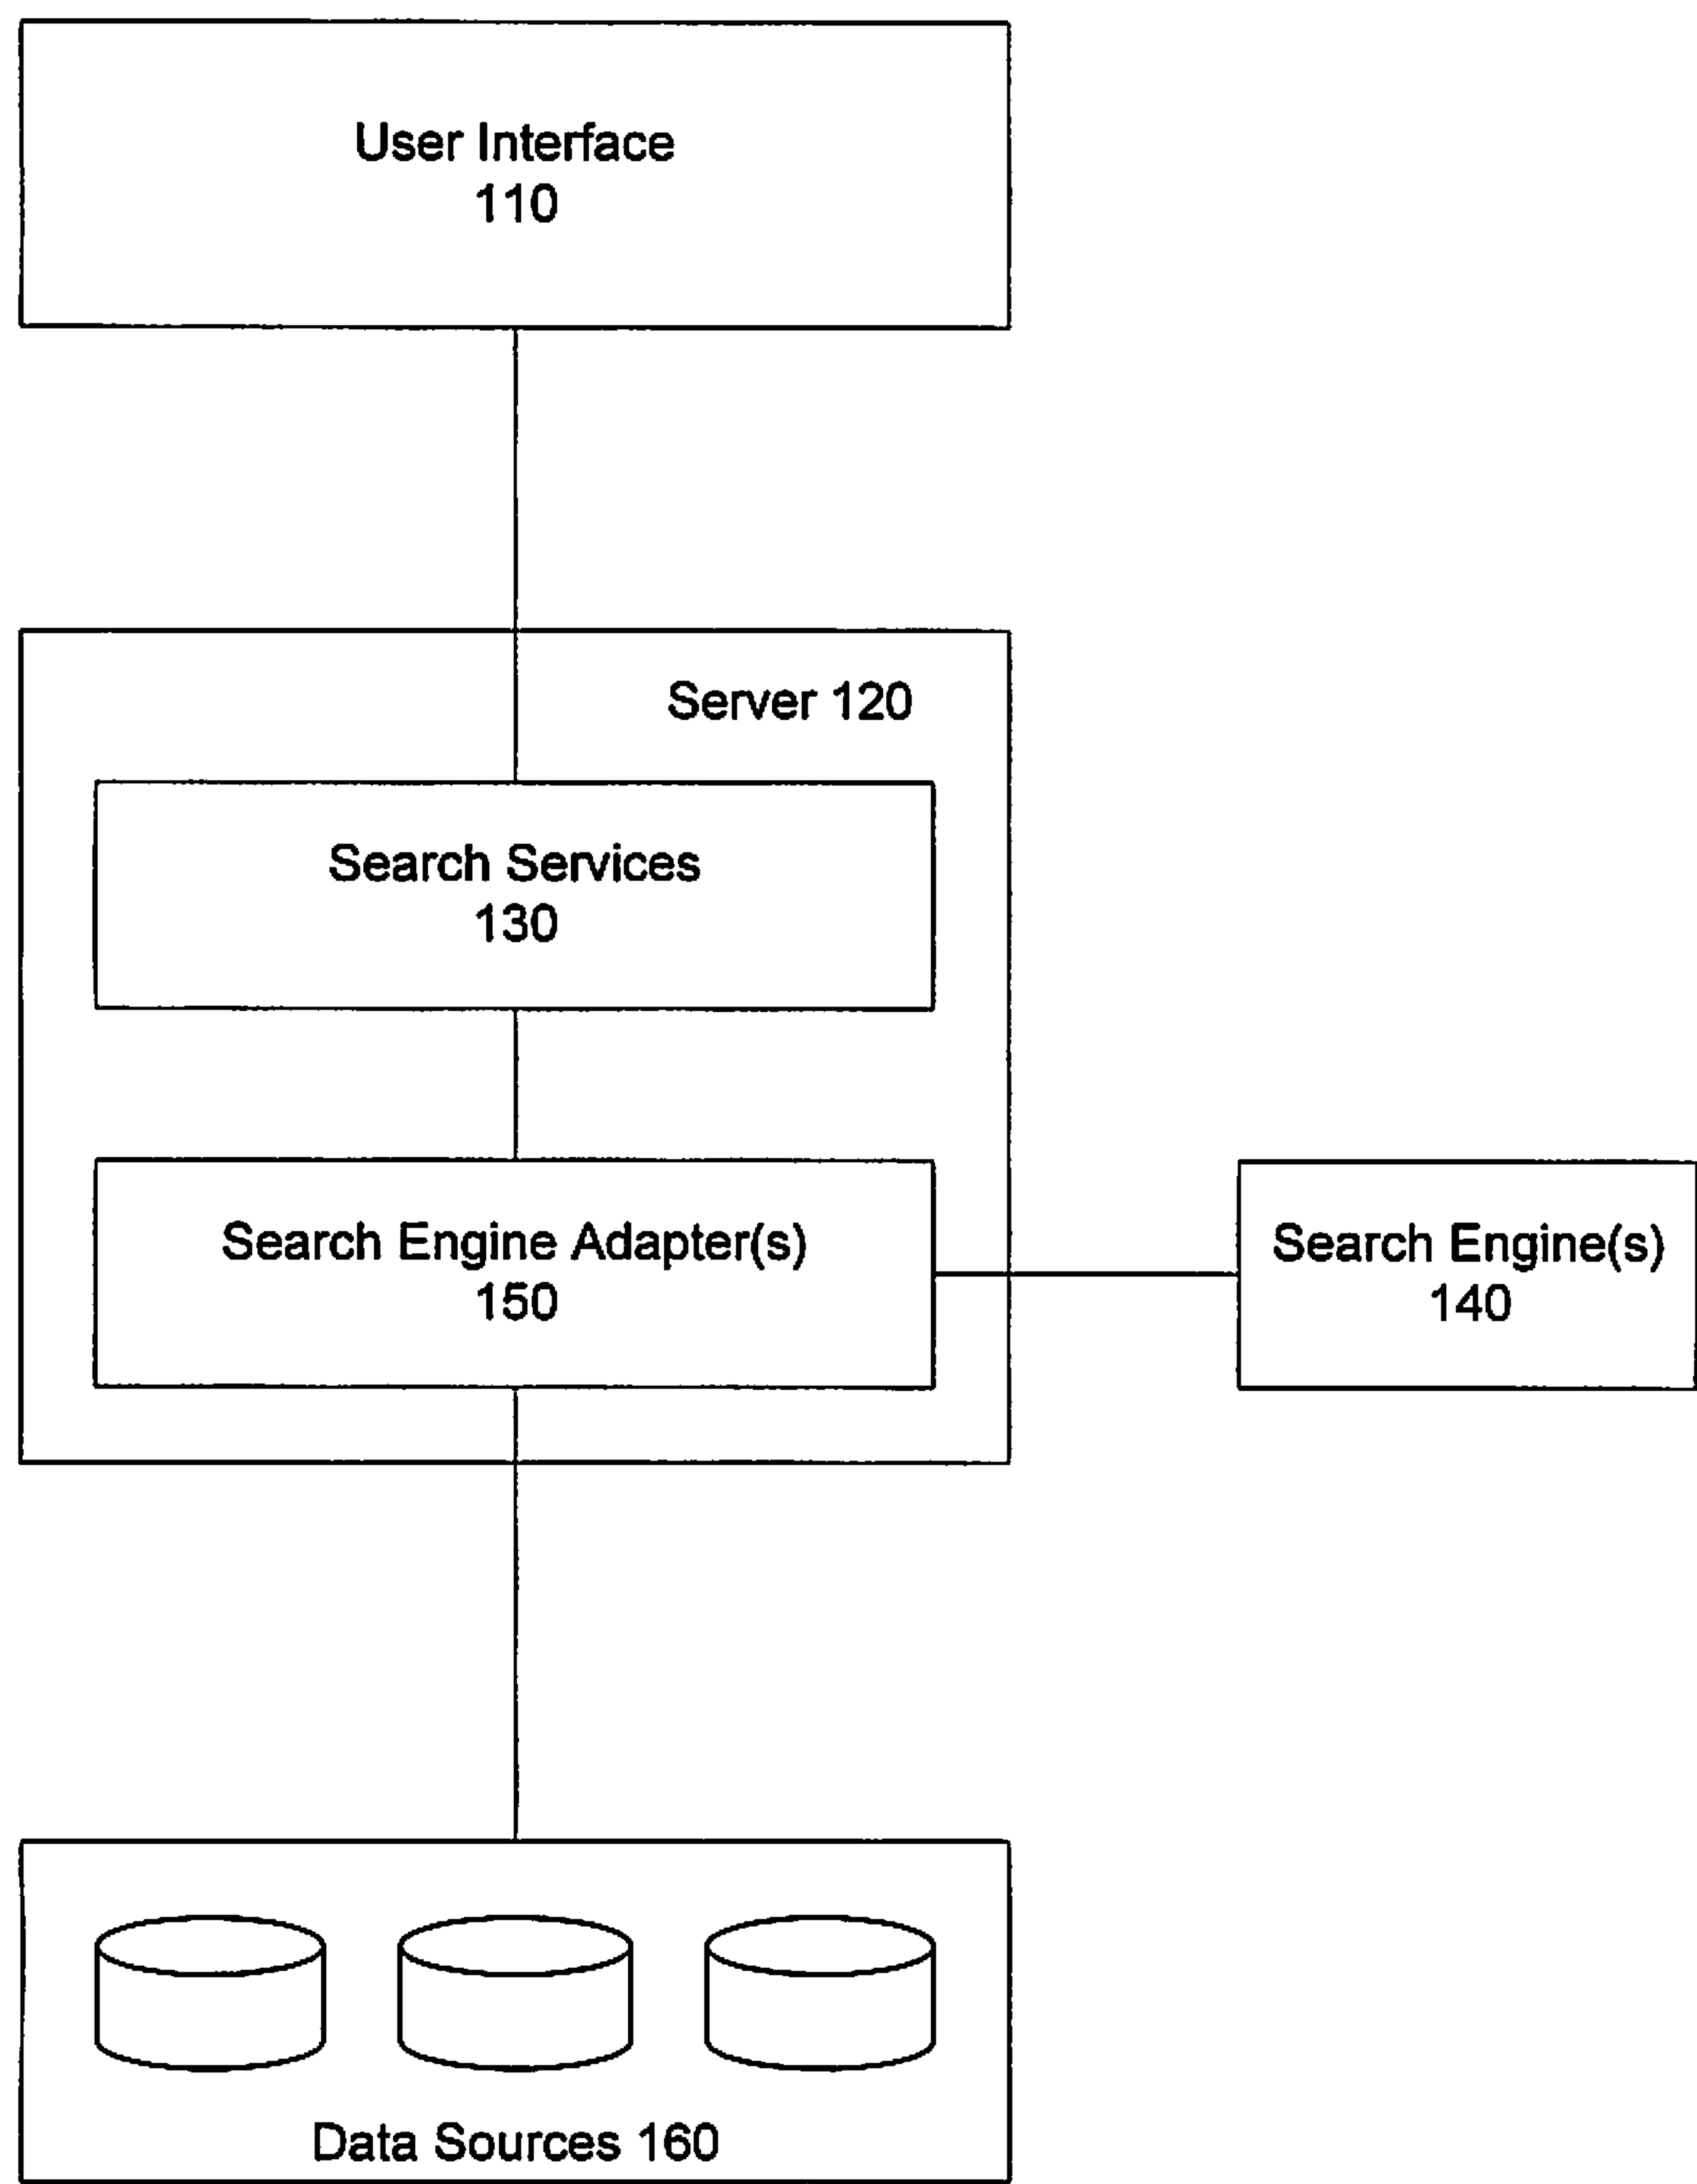 User Interface
110
Server 120
Search Services
130
Search Engine Adapter(s)
150
Search Engine(s)
140
Data Sources 160